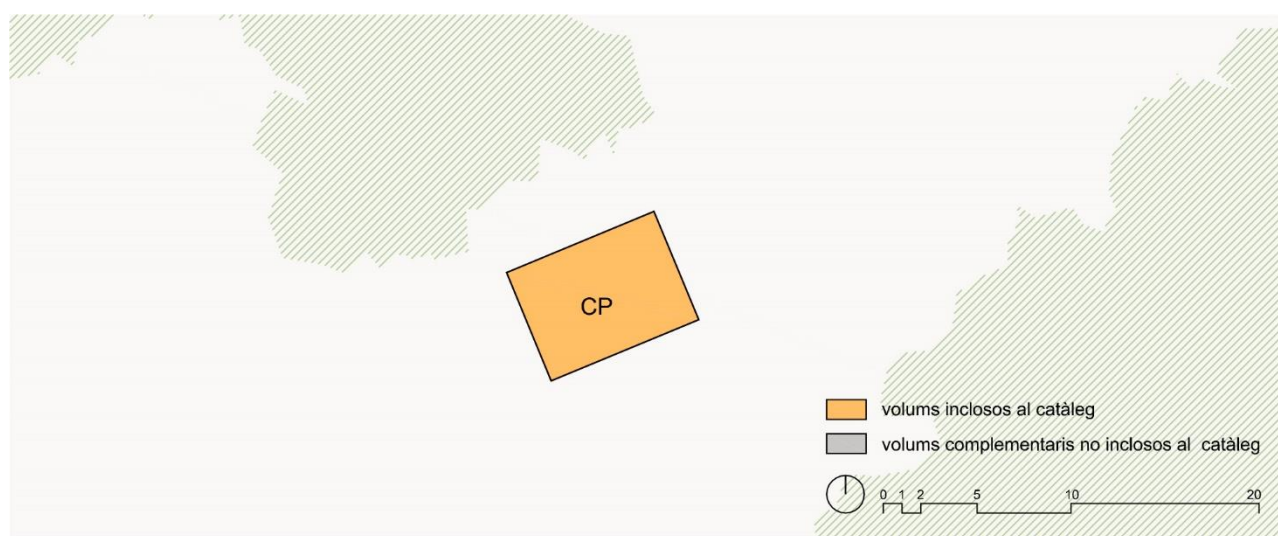 CP
volums inclosos al catàleg
volums complementaris no inclosos al catàleg
0 1 2 5 10 20